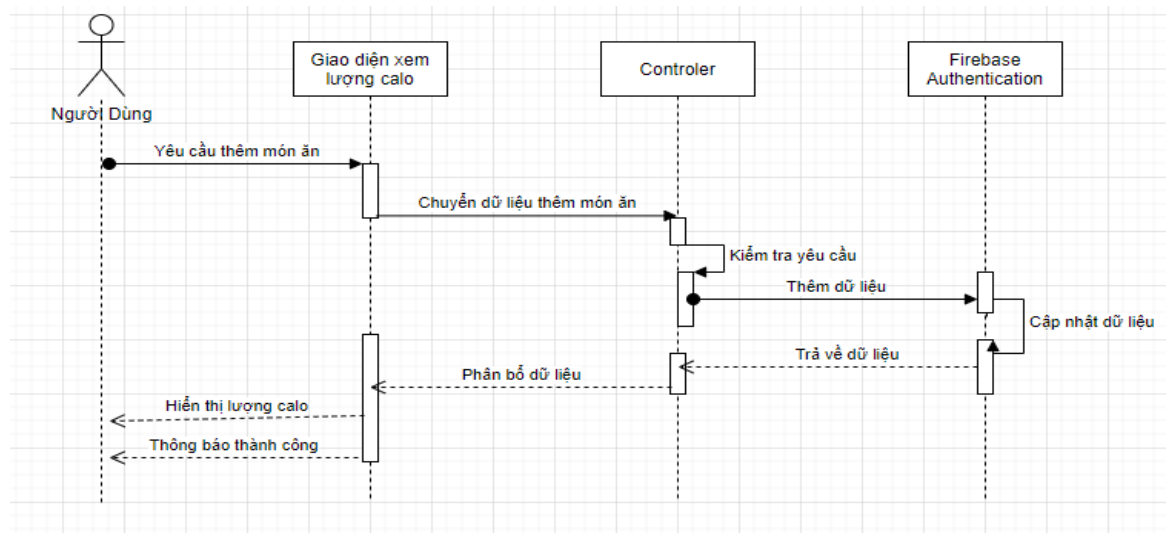 Giao diện xem
lượng calo
Controler
Firebase
Authentication
Người Dùng
Yêu cầu thêm món ăn
Chuyển dữ liệu thêm món ăn
Kiểm tra yêu cầu
Thêm dữ liệu
Cập nhật dữ liệu
Trả về dữ liệu
Phân bổ dữ liệu
Hiển thị lượng calo
Thông báo thành công